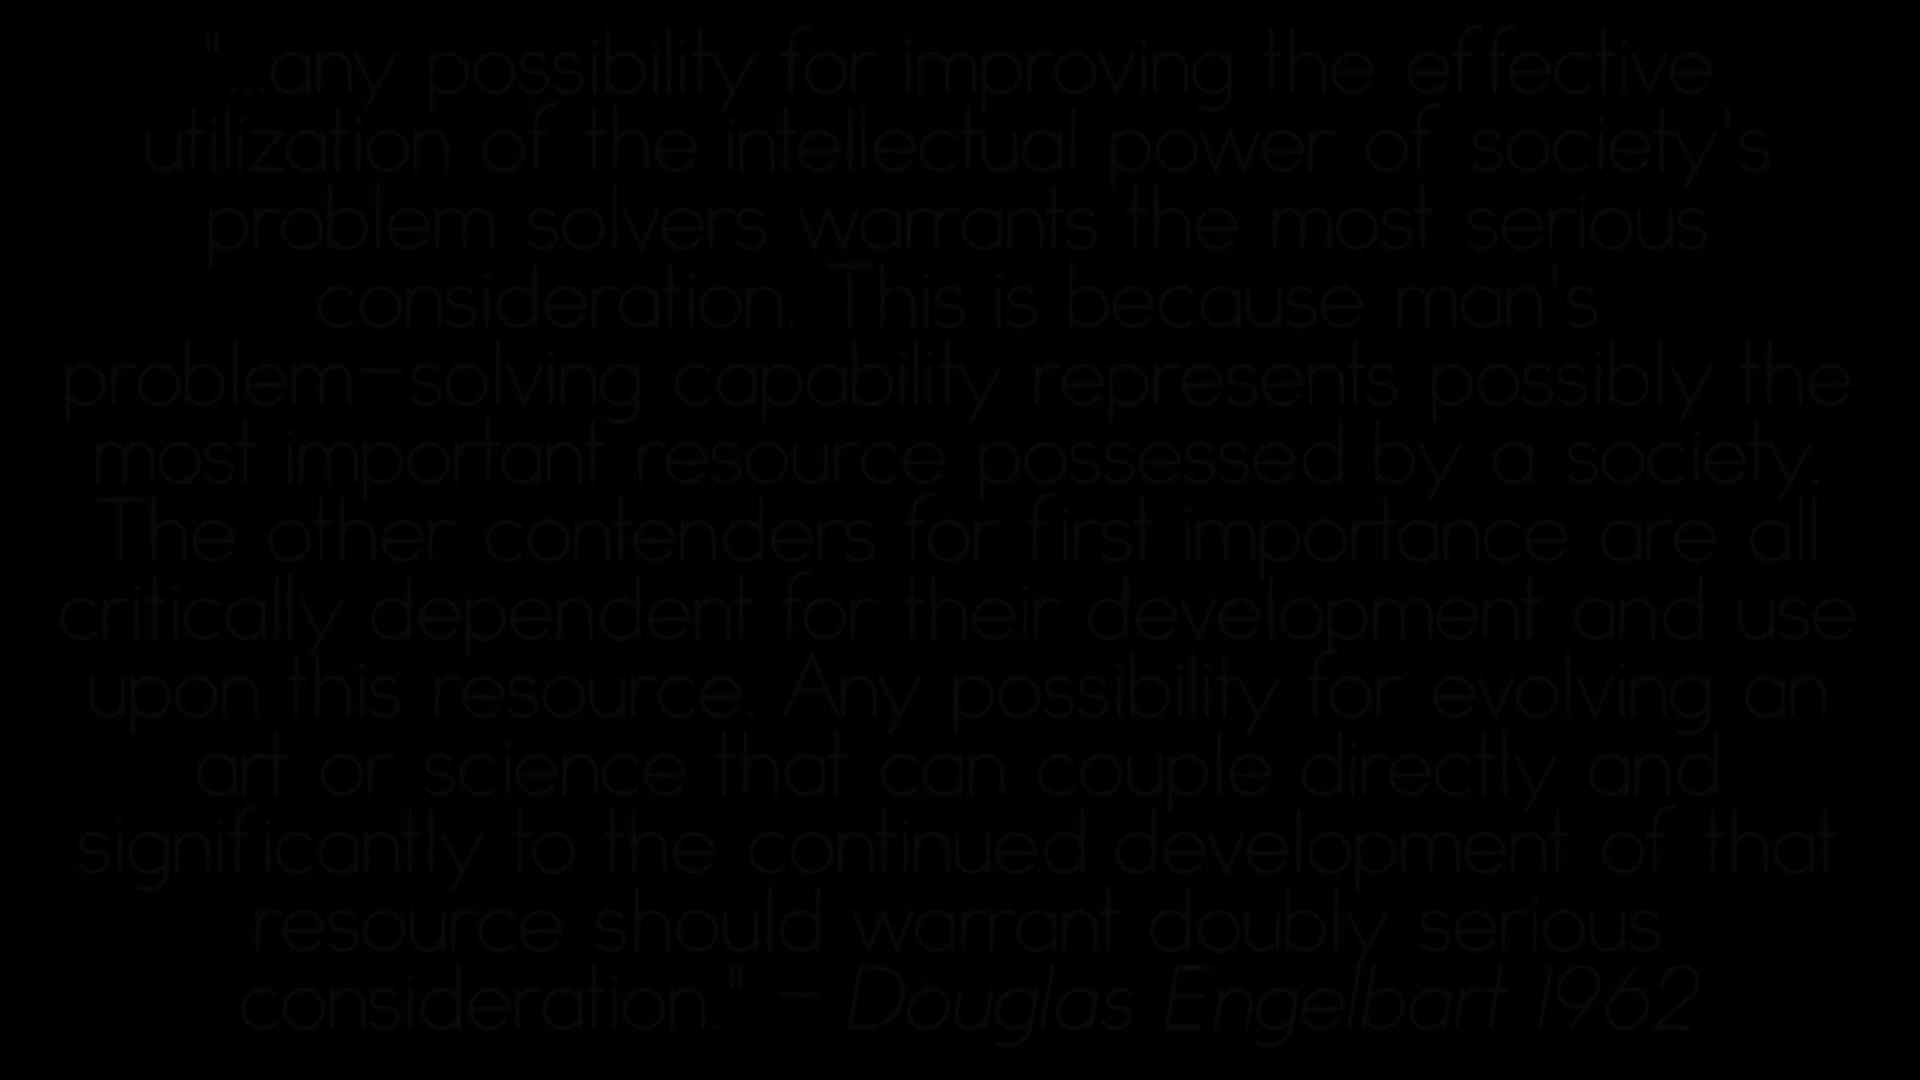 "...any possibility for improving the effective
utilization of the intellectual power of society's
problem solvers warrants the most serious
consideration. This is because man's
problem-solving capability represents possibly the
most important resource possessed by a society.
The other contenders for first importance are all
critically dependent for their development and use
upon this resource. Any possibility for evolving an
art or science that can couple directly and
significantly to the continued development of that
resource should warrant doubly serious
consideration." - Douglas Engelbart 1962